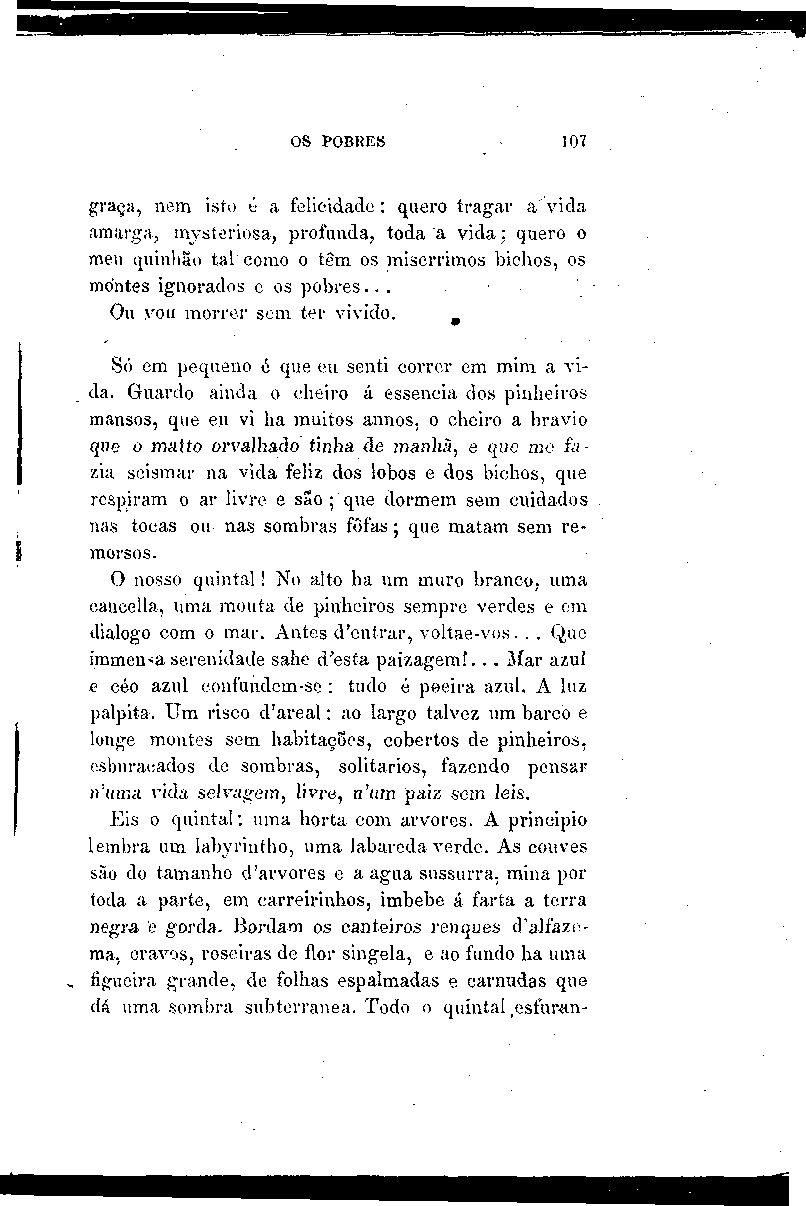 OS POBRES 107
graça, nem isto é a felicidade: quero tragar a vida
amarga, mysteriosa, profunda, toda a vida; quero o
meu quinhão tal como o têm os miserrimos bichos, os
montes ignorados e os pobres...
Ou vou morrer sem ter vivido.
Só em pequeno é que eu senti correr em mim a vi-
da. Guardo ainda o cheiro á essencia dos pinheiros
mansos, que eu vi ha muitos annos, o cheiro a bravio
que o matto orvalhado tinha de manhã, e que me fa-
zia scismar na vida feliz dos lobos e dos bichos, que
respiram o ar livre e são; que dormem sem cuidados
nas tocas ou nas sombras fôfas; que matam sem re-
morsos.
O nosso quintal! No alto ha um muro branco, uma
cancella, uma mouta de pinheiros sempre verdes e em
dialogo com o mar. Antes d'entrar, voltae-vos... Que
immensa serenidade sahe d'esta paizagem!... Mar azul
e céo azul confundem-se: tudo é poeira azul. A luz
palpita. Um risco d'areal: ao largo talvez um barco e
longe montes sem habitações, cobertos de pinheiros,
esburacados de sombras, solitarios, fazendo pensar
n'uma vida selvagem, livre, n'um paiz sem leis.
Eis o quintal: uma horta com arvores. A principio
lembra um labyrintho, uma labareda verde. As couves
são do tamanho d'arvores e a agua sussurra, mina por
toda a parte, em carreirinhos, imbebe á farta a terra
negra e gorda. Bordam os canteiros renques d'alfaze-
ma, cravos, roseiras de flor singela, e ao fundo ha uma
figueira grande, de folhas espalmadas e carnudas que
dá uma sombra subterranea. Todo o quintal esfuran-